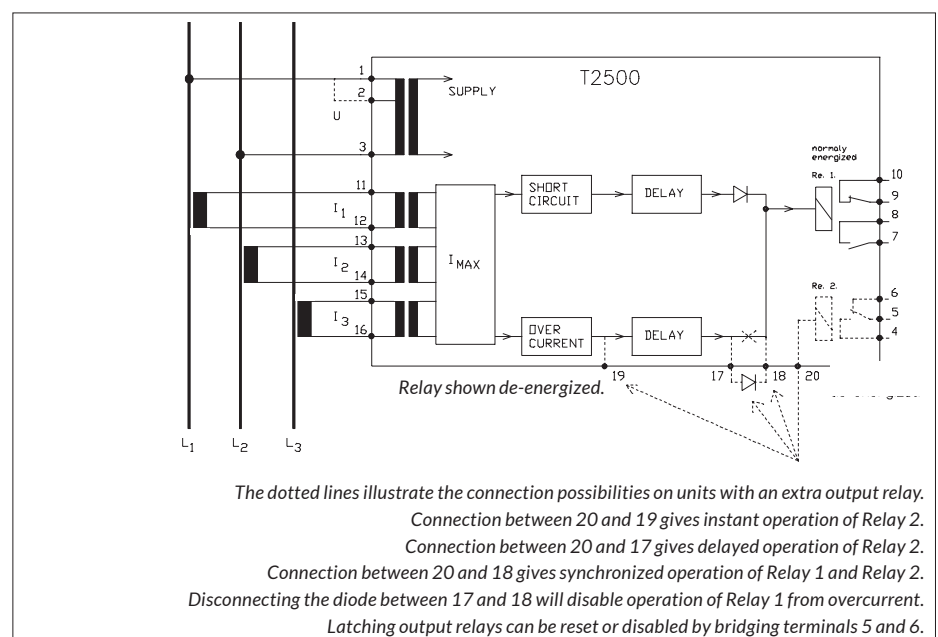 T2500
1
SUPPLY
2
U
3
normaly
energized
Re. 1.
10
9
8
7
11
I1
12
13
I2
14
15
I3
16
IMAX
SHORT
CIRCUIT
DELAY
OVER
CURRENT
DELAY
Re. 2.
6
5
4
19
17
18
20
Relay shown de-energized.
L1
L2
L3
The dotted lines illustrate the connection possibilities on units with an extra output relay.
Connection between 20 and 19 gives instant operation of Relay 2.
Connection between 20 and 17 gives delayed operation of Relay 2.
Connection between 20 and 18 gives synchronized operation of Relay 1 and Relay 2.
Disconnecting the diode between 17 and 18 will disable operation of Relay 1 from overcurrent.
Latching output relays can be reset or disabled by bridging terminals 5 and 6.